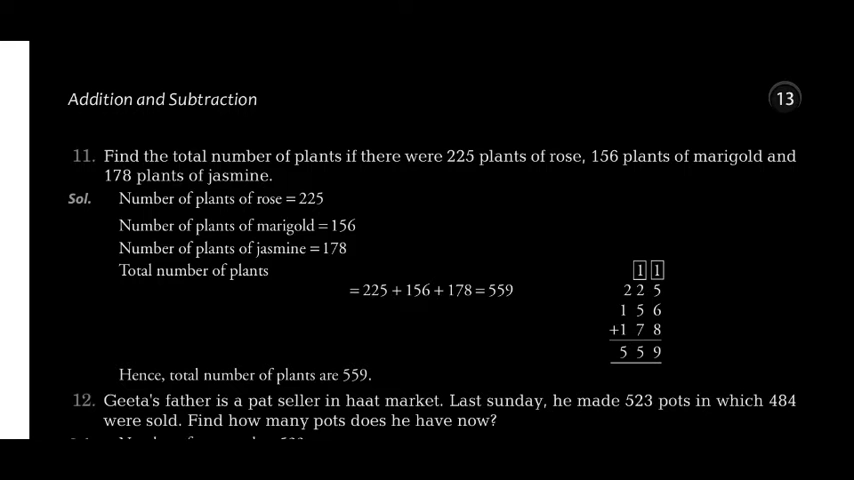 Addition and Subtraction
13
11. Find the total number of plants if there were 225 plants of rose, 156 plants of marigold and
178 plants of jasmine.
Sol. Number of plants of rose = 225
Number of plants of marigold = 156
Number of plants of jasmine = 178
Total number of plants
= 225 + 156 + 178 = 559
1 1
2 2 5
1 5 6
+1 7 8
5 5 9
Hence, total number of plants are 559.
12. Geeta's father is a pat seller in haat market. Last sunday, he made 523 pots in which 484
were sold. Find how many pots does he have now?